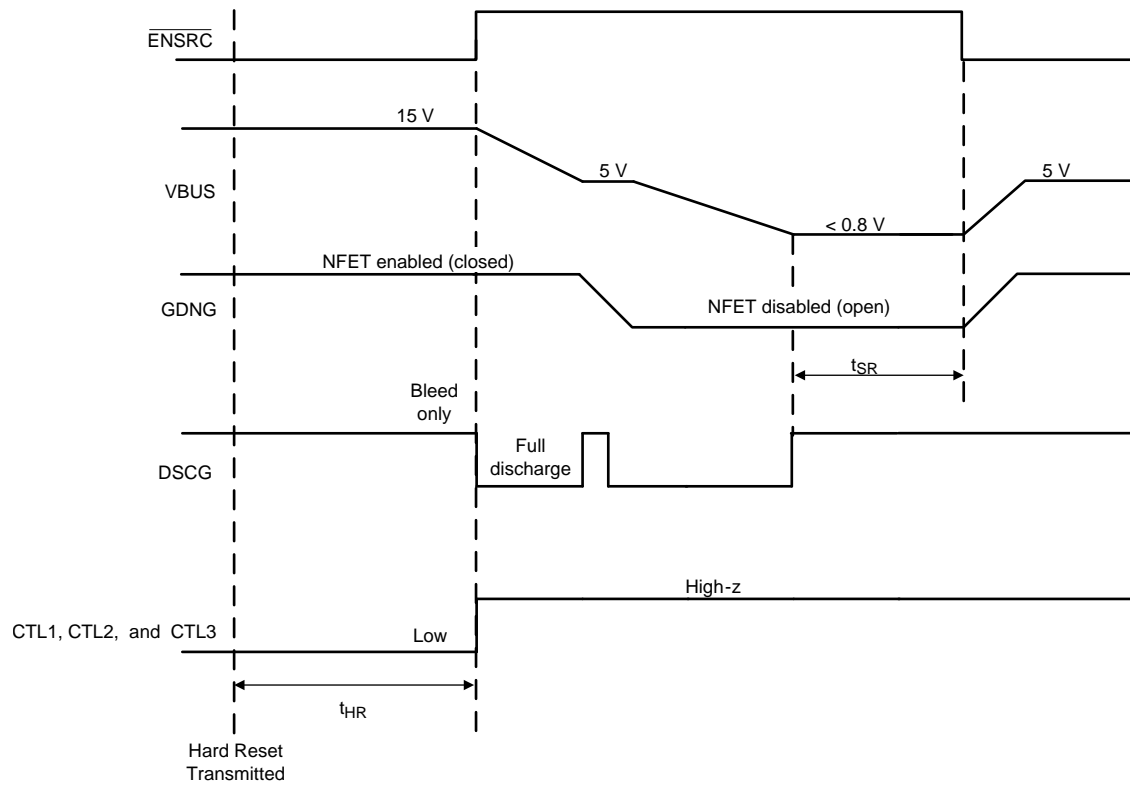 ENSRC
15 V
5 V
5 V
VBUS
< 0.8 V
NFET enabled (closed)
GDNG
NFET disabled (open)
tSR
Bleed
only
Full
discharge
DSCG
High-z
CTL1, CTL2, and CTL3
Low
tHR
Hard Reset
Transmitted